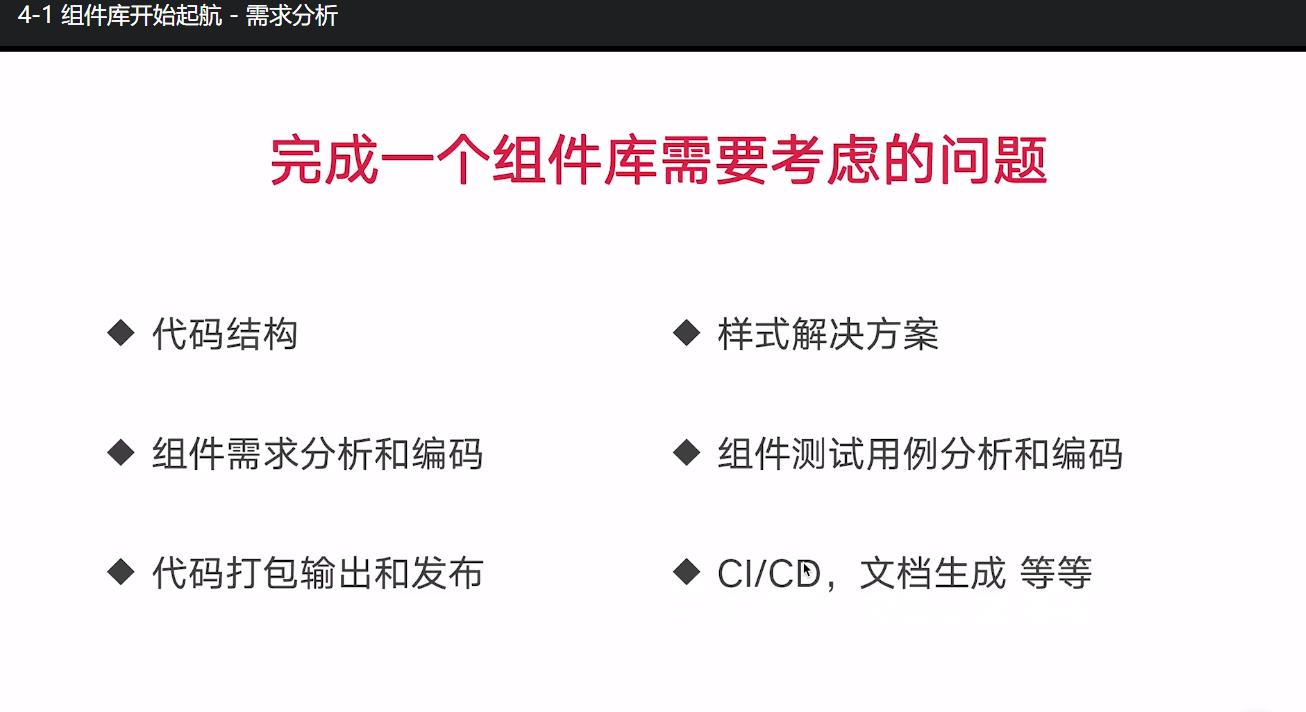 4-1 组件库开始起航 - 需求分析
完成一个组件库需要考虑的问题
◆ 代码结构
◆ 样式解决方案
◆ 组件需求分析和编码
◆ 组件测试用例分析和编码
◆ 代码打包输出和发布
◆ CI/CD，文档生成 等等